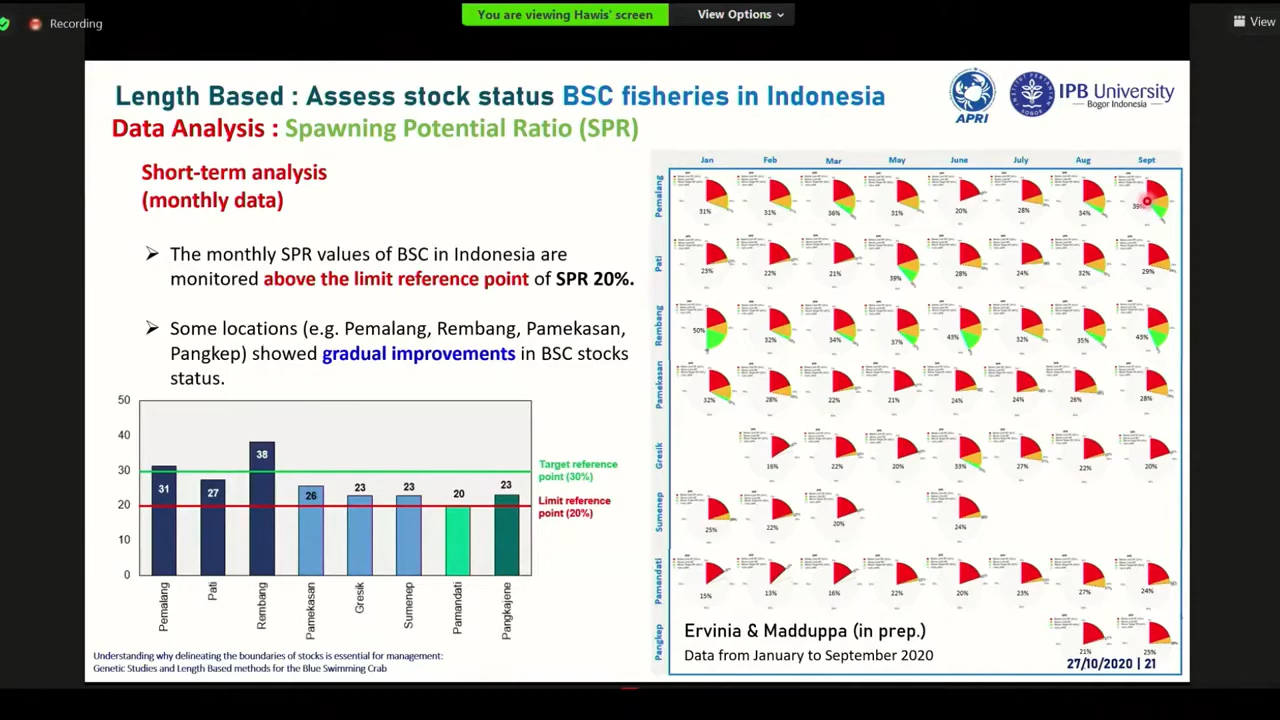 Recording
You are viewing Hawis' screen
View Options
View
Length Based : Assess stock status BSC fisheries in Indonesia
Data Analysis : Spawning Potential Ratio (SPR)
APRI
IPB University
Bogor Indonesia
Short-term analysis
(monthly data)
The monthly SPR values of BSC in Indonesia are
monitored above the limit reference point of SPR 20%.
Some locations (e.g. Pemalang, Rembang, Pamekasan,
Pangkep) showed gradual improvements in BSC stocks
status.
50
40
30
20
10
0
31
27
38
26
23
23
20
23
Target reference
point (30%)
Limit reference
point (20%)
Pemalang
Pati
Rembang
Pamekasan
Gresik
Sumenep
Pamandati
Pangkajene
Understanding why delineating the boundaries of stocks is essential for management:
Genetic Studies and Length Based methods for the Blue Swimming Crab
Jan Feb Mar May June July Aug Sept
Pemalang
31% 31% 36% 31% 20% 28% 34% 39%
Pati
23% 22% 21% 39% 28% 24% 32% 29%
Rembang
50% 32% 34% 37% 43% 32% 35% 43%
Pamekasan
32% 28% 22% 21% 24% 24% 26% 28%
Gresik
16% 22% 20% 33% 27% 22% 20%
Sumenep
25% 22% 20% 24%
Pamandati
15% 13% 16% 22% 20% 23% 27% 24%
Pangkep
21% 25%
Ervinia & Madduppa (in prep.)
Data from January to September 2020
27/10/2020 | 21